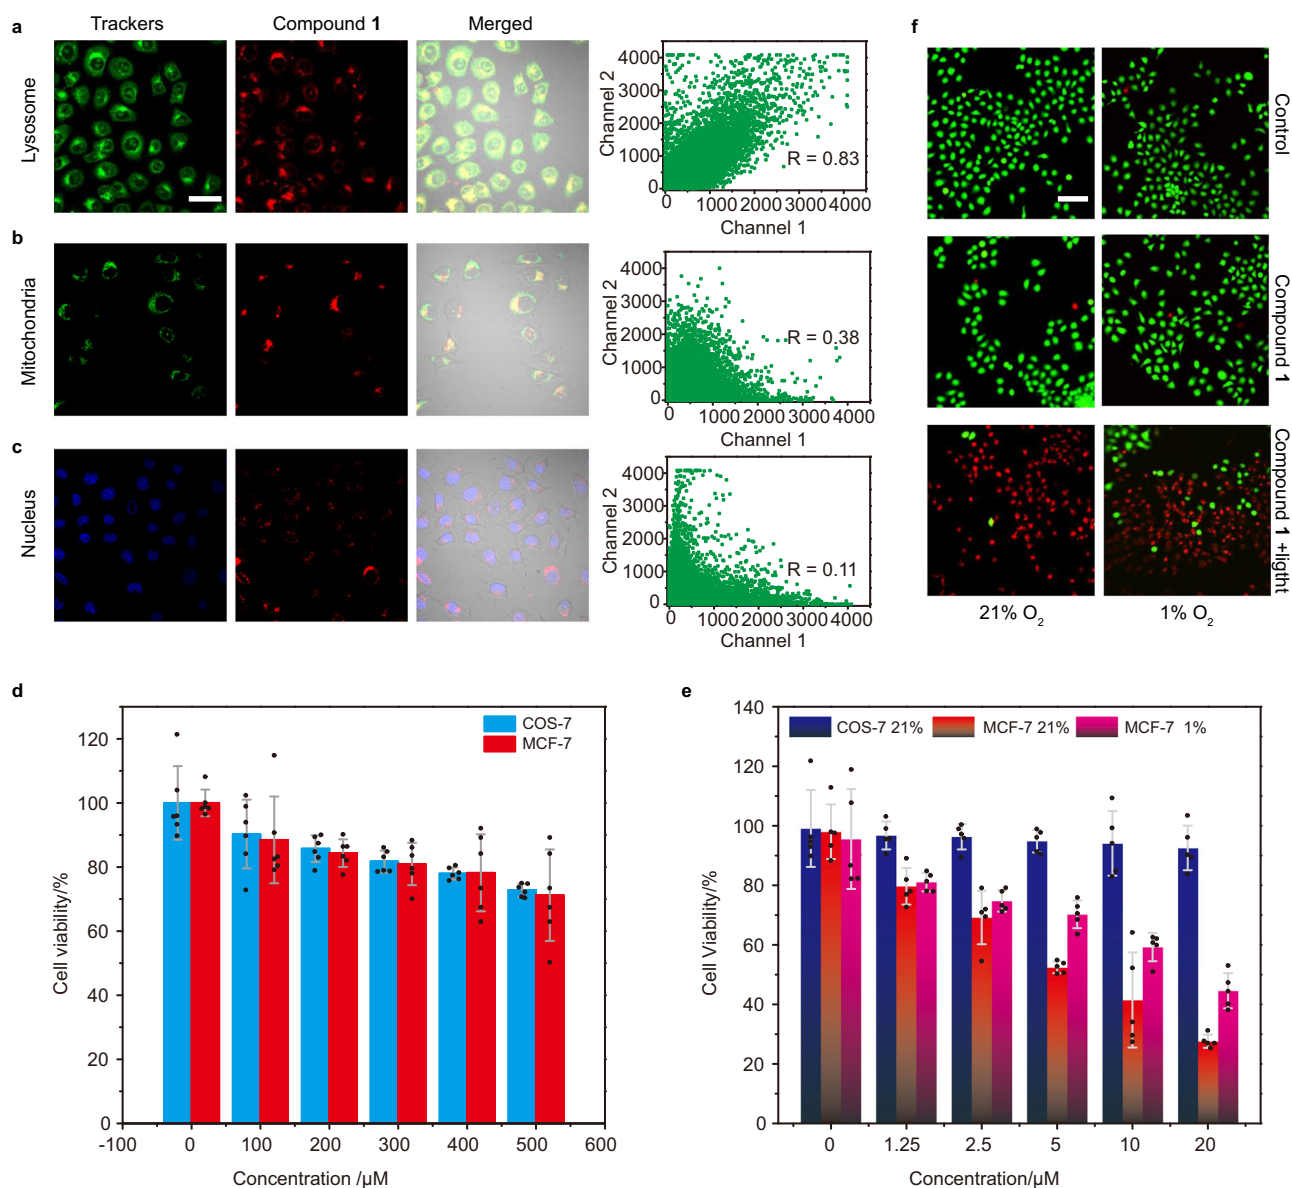 a
Trackers
Compound 1
Merged
Lysosome
Channel 2
4000
3000
2000
1000
0
R = 0.83
0 1000 2000 3000 4000
Channel 1
b
Mitochondria
Channel 2
4000
3000
2000
1000
0
R = 0.38
0 1000 2000 3000 4000
Channel 1
c
Nucleus
Channel 2
4000
3000
2000
1000
0
R = 0.11
0 1000 2000 3000 4000
Channel 1
f
Control
Compound 1
Compound 1 +ligtht
21% O2
1% O2
d
COS-7
MCF-7
Cell viability/%
120
100
80
60
40
20
0
-100 0 100 200 300 400 500 600
Concentration /µM
e
COS-7 21% MCF-7 21% MCF-7 1%
Cell Viability/%
140
120
100
80
60
40
20
0
0 1.25 2.5 5 10 20
Concentration/µM